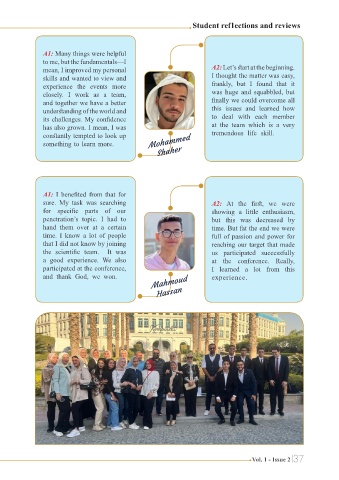 Student reflections and reviews
A1: Many things were helpful
to me, but the fundamentals—I
mean, I improved my personal
skills and wanted to view and
experience the events more
closely. I work as a team,
and together we have a better
understanding of the world and
its challenges. My confidence
has also grown. I mean, I was
constantly tempted to look up
something to learn more.
A2: Let's start at the beginning.
I thought the matter was easy,
frankly, but I found that it
was huge and squabbled, but
finally we could overcome all
this issues and learned how
to deal with each member
at the team which is a very
tremendous life skill.
Mohammed
Shaher
A1: I benefited from that for
sure. My task was searching
for specific parts of our
penetration's topic. I had to
hand them over at a certain
time. I know a lot of people
that I did not know by joining
the scientific team. It was
a good experience. We also
participated at the conference,
and thank God, we won.
A2: At the first, we were
showing a little enthusiasm,
but this was decreased by
time. But fat the end we were
full of passion and power for
reaching our target that made
us participated successfully
at the conference. Really,
I learned a lot from this
experience.
Mahmoud
Hassan
Vol. 1 - Issue 2 37